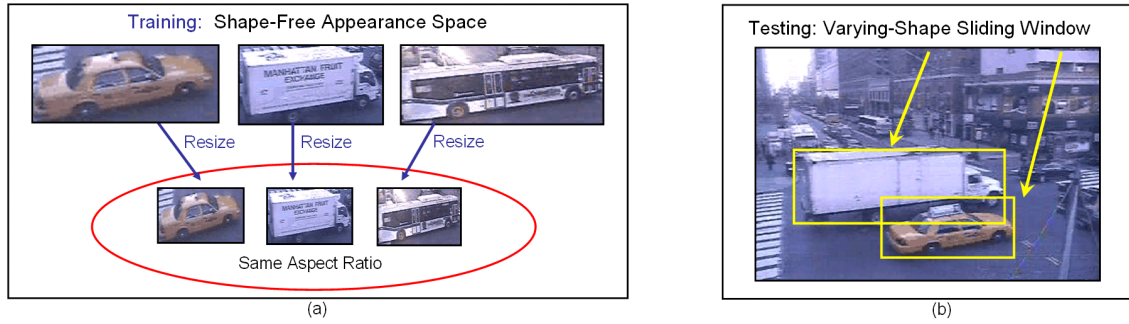 Training: Shape-Free Appearance Space
MANHATTAN FRUIT
EXCHANGE
Resize
Resize
Resize
MANHATTAN FRUIT
EXCHANGE
Same Aspect Ratio
(a)
Testing: Varying-Shape Sliding Window
(b)